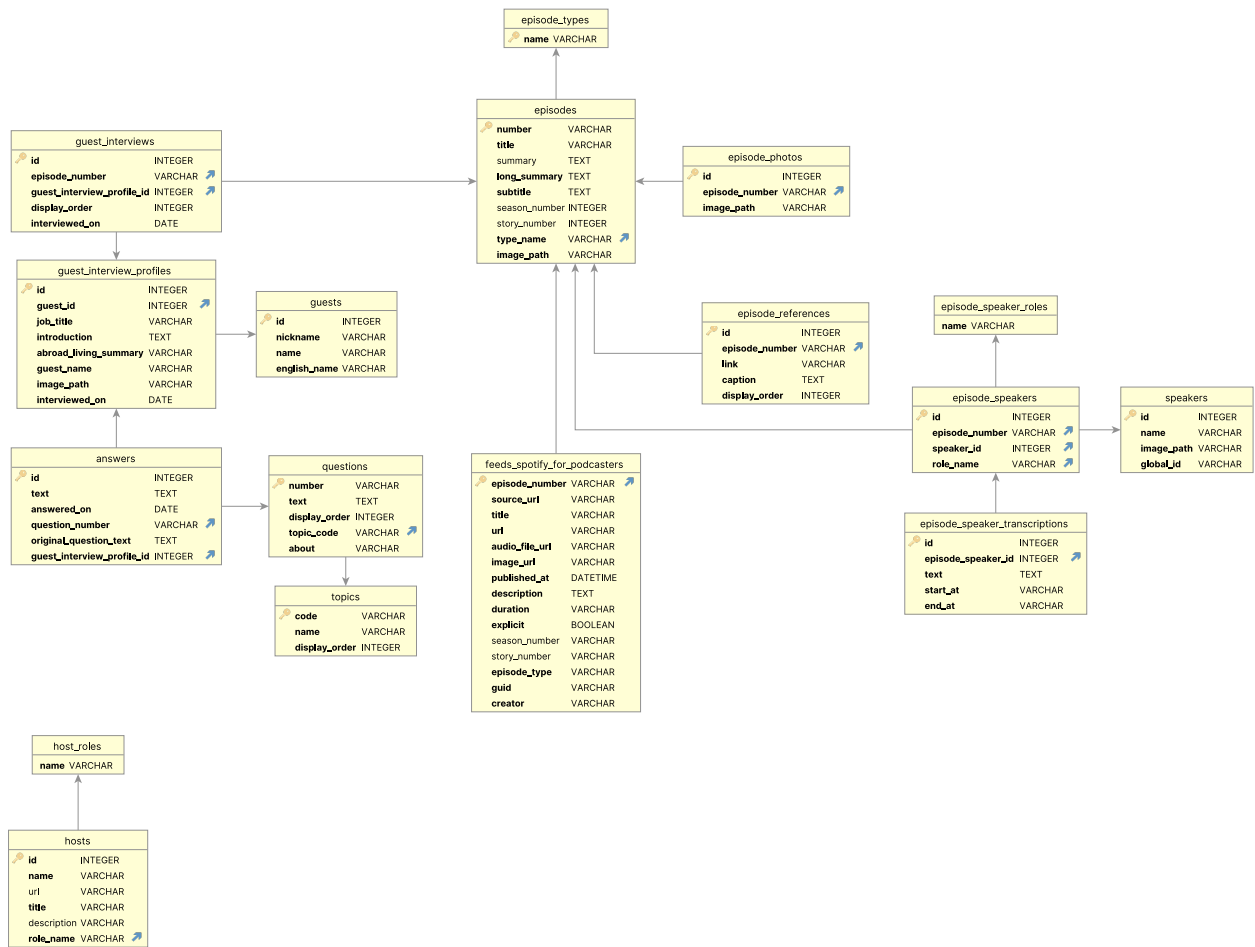 episode_types
name VARCHAR
episodes
number VARCHAR
title VARCHAR
summary TEXT
long_summary TEXT
subtitle TEXT
season_number INTEGER
story_number INTEGER
type_name VARCHAR
image_path VARCHAR
guest_interviews
id INTEGER
episode_number VARCHAR
guest_interview_profile_id INTEGER
display_order INTEGER
interviewed_on DATE
episode_photos
id INTEGER
episode_number VARCHAR
image_path VARCHAR
guest_interview_profiles
id INTEGER
guest_id INTEGER
job_title VARCHAR
introduction TEXT
abroad_living_summary VARCHAR
guest_name VARCHAR
image_path VARCHAR
interviewed_on DATE
guests
id INTEGER
nickname VARCHAR
name VARCHAR
english_name VARCHAR
episode_references
id INTEGER
episode_number VARCHAR
link VARCHAR
caption TEXT
display_order INTEGER
episode_speaker_roles
name VARCHAR
episode_speakers
id INTEGER
episode_number VARCHAR
speaker_id INTEGER
role_name VARCHAR
speakers
id INTEGER
name VARCHAR
image_path VARCHAR
global_id VARCHAR
answers
id INTEGER
text TEXT
answered_on DATE
question_number VARCHAR
original_question_text TEXT
guest_interview_profile_id INTEGER
questions
number VARCHAR
text TEXT
display_order INTEGER
topic_code VARCHAR
about VARCHAR
feeds_spotify_for_podcasters
episode_number VARCHAR
source_url VARCHAR
title VARCHAR
url VARCHAR
audio_file_url VARCHAR
image_url VARCHAR
published_at DATETIME
description TEXT
duration VARCHAR
explicit BOOLEAN
season_number VARCHAR
story_number VARCHAR
episode_type VARCHAR
guid VARCHAR
creator VARCHAR
episode_speaker_transcriptions
id INTEGER
episode_speaker_id INTEGER
text TEXT
start_at VARCHAR
end_at VARCHAR
topics
code VARCHAR
name VARCHAR
display_order INTEGER
host_roles
name VARCHAR
hosts
id INTEGER
name VARCHAR
url VARCHAR
title VARCHAR
description VARCHAR
role_name VARCHAR